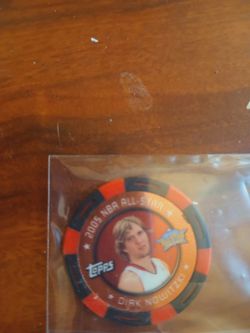 2005 NBA ALL-STAR
TOPPS
DIRK NOWITZKI